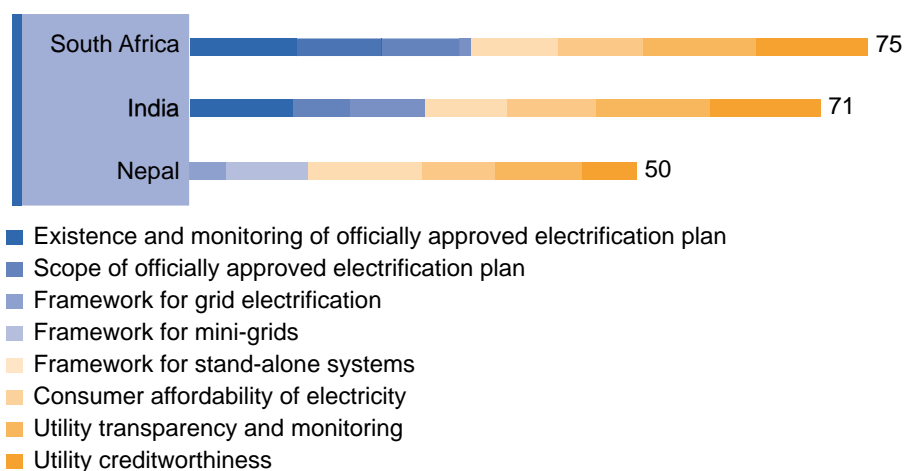 South Africa 75
India 71
Nepal 50
Existence and monitoring of officially approved electrification plan
Scope of officially approved electrification plan
Framework for grid electrification
Framework for mini-grids
Framework for stand-alone systems
Consumer affordability of electricity
Utility transparency and monitoring
Utility creditworthiness